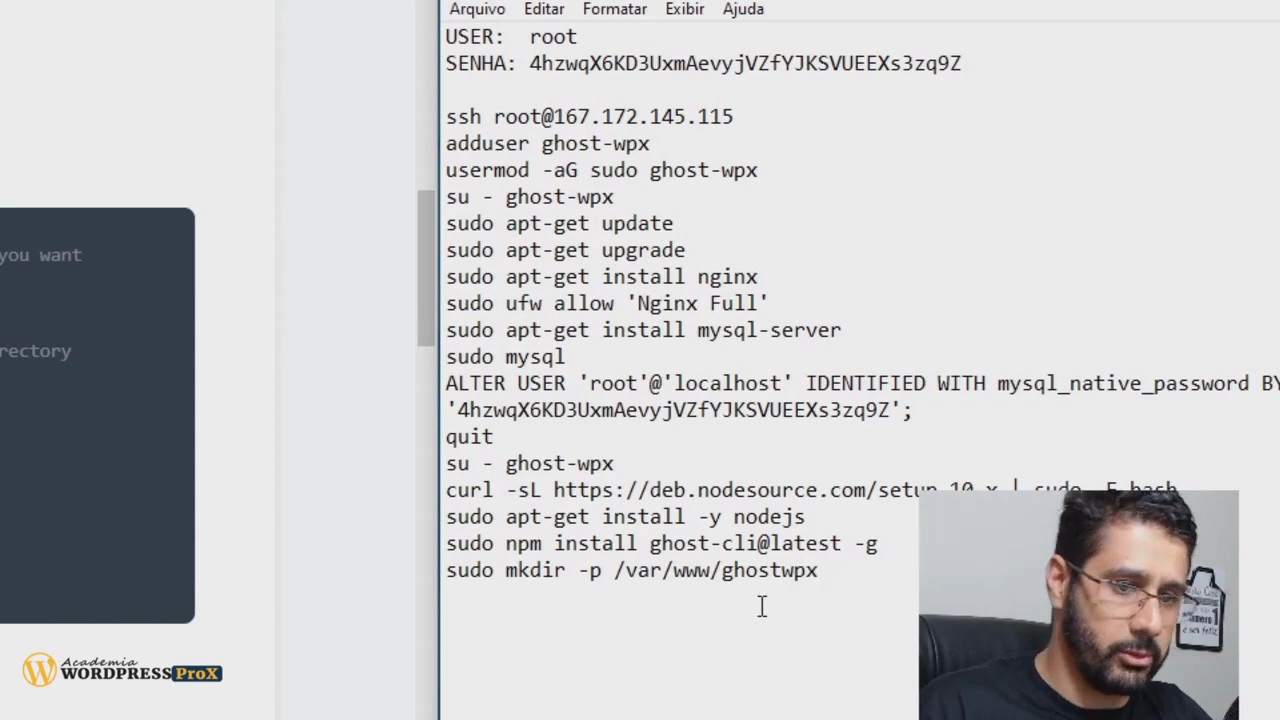 Arquivo Editar Formatar Exibir Ajuda
USER: root
SENHA: 4hzwqX6KD3UxmAevyjVZfYJKSVUEEXs3zq9Z
ssh root@167.172.145.115
adduser ghost-wpx
usermod -aG sudo ghost-wpx
su - ghost-wpx
sudo apt-get update
sudo apt-get upgrade
sudo apt-get install nginx
sudo ufw allow 'Nginx Full'
sudo apt-get install mysql-server
sudo mysql
ALTER USER 'root'@'localhost' IDENTIFIED WITH mysql_native_password BY
'4hzwqX6KD3UxmAevyjVZfYJKSVUEEXs3zq9Z';
quit
su - ghost-wpx
curl -sL https://deb.nodesource.com/setup_10.x | sudo -E bash
sudo apt-get install -y nodejs
sudo npm install ghost-cli@latest -g
sudo mkdir -p /var/www/ghostwpx
you want
rectory
Academia
WORDPRESS ProX